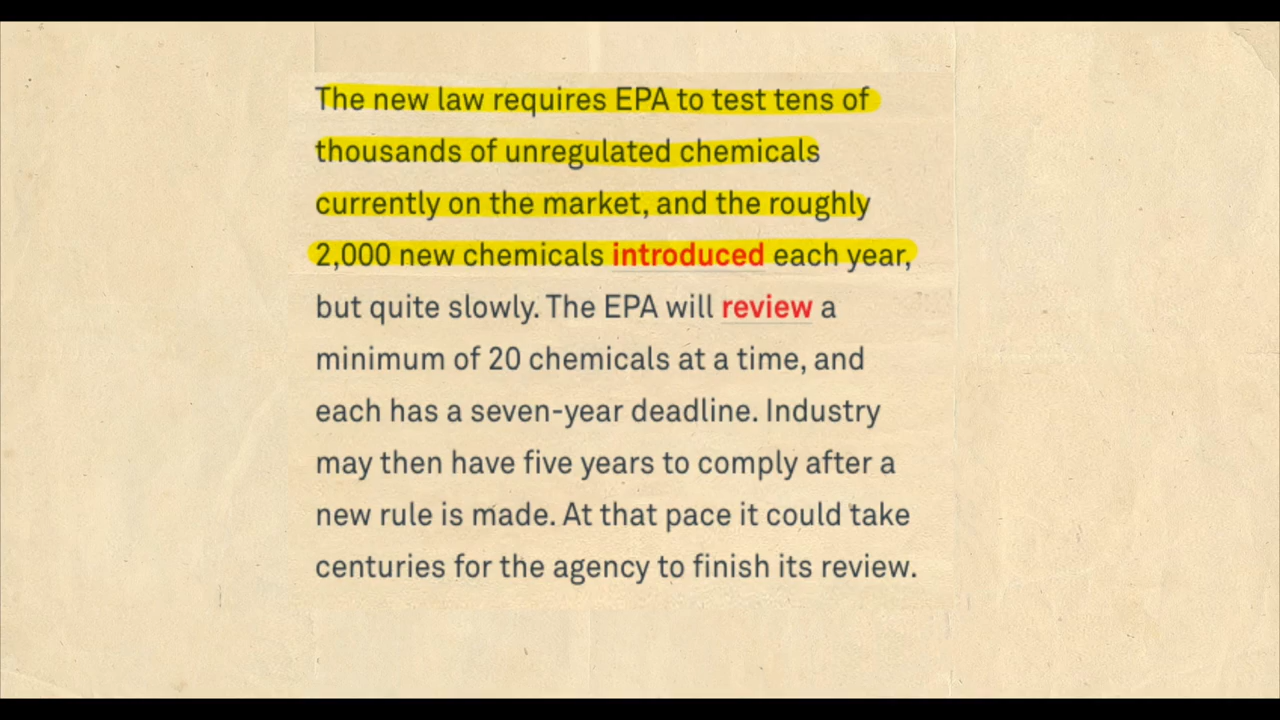 The new law requires EPA to test tens of
thousands of unregulated chemicals
currently on the market, and the roughly
2,000 new chemicals introduced each year,
but quite slowly. The EPA will review a
minimum of 20 chemicals at a time, and
each has a seven-year deadline. Industry
may then have five years to comply after a
new rule is made. At that pace it could take
centuries for the agency to finish its review.